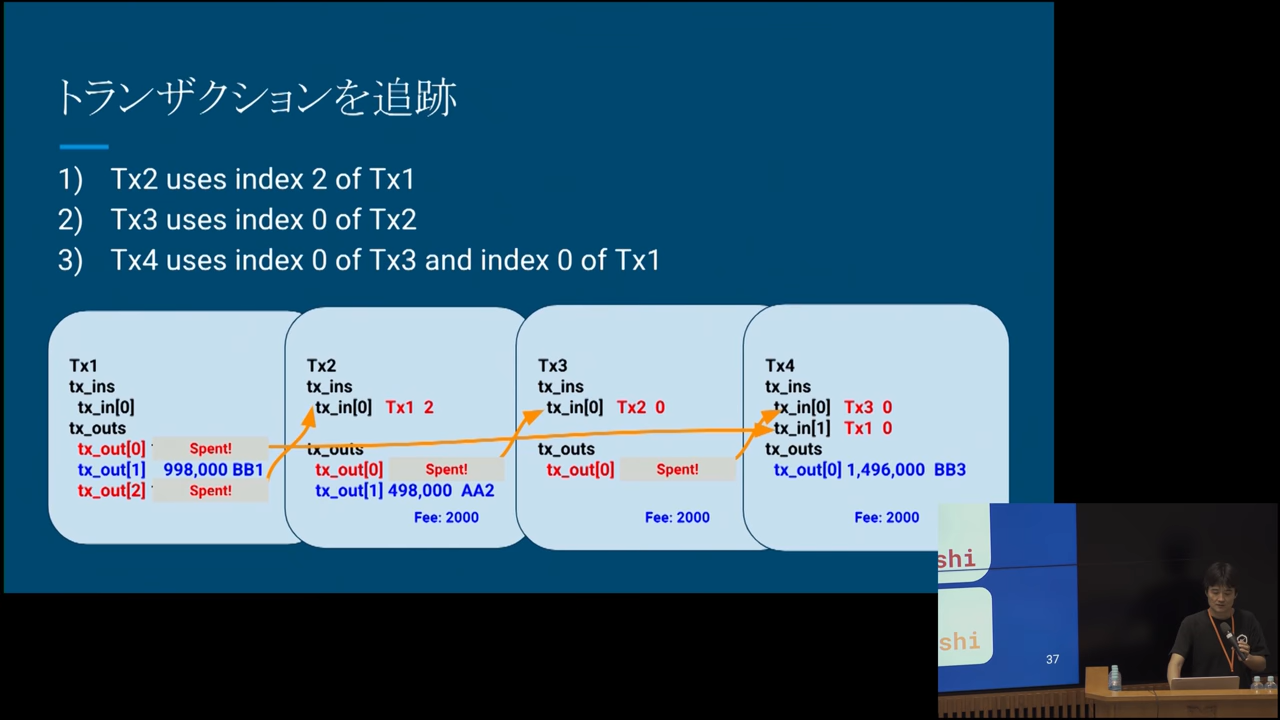 トランザクションを追跡
1) Tx2 uses index 2 of Tx1
2) Tx3 uses index 0 of Tx2
3) Tx4 uses index 0 of Tx3 and index 0 of Tx1
Tx1
tx_ins
tx_in[0]
tx_outs
tx_out[0] Spent!
tx_out[1] 998,000 BB1
tx_out[2] Spent!
Tx2
tx_ins
tx_in[0] Tx1 2
tx_outs
tx_out[0] Spent!
tx_out[1] 498,000 AA2
Fee: 2000
Tx3
tx_ins
tx_in[0] Tx2 0
tx_outs
tx_out[0] Spent!
Fee: 2000
Tx4
tx_ins
tx_in[0] Tx3 0
tx_in[1] Tx1 0
tx_outs
tx_out[0] 1,496,000 BB3
Fee: 2000
shi
shi
37